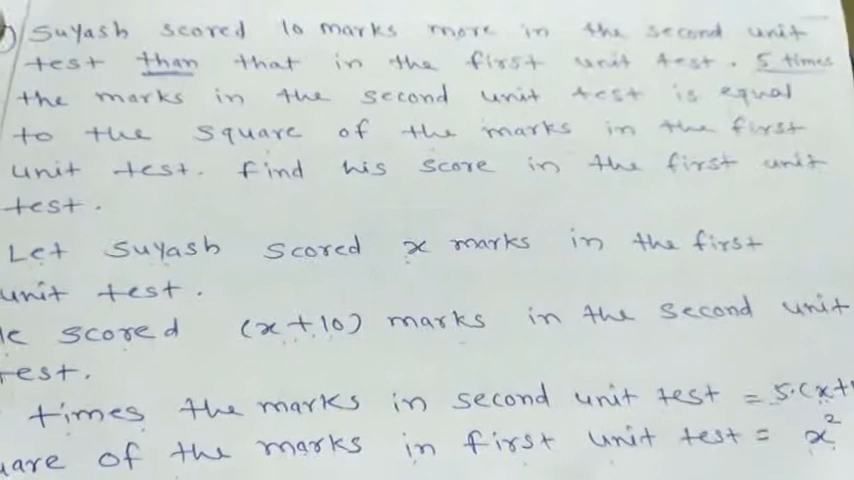 ) Suyash scored 10 marks more in the second unit
test than that in the first unit test. 5 times
the marks in the second unit test is equal
to the square of the marks in the first
unit test. find his score in the first unit
test.
Let suyash scored x marks in the first
unit test.
scored (x+10) marks in the second unit
test.
times the marks in second unit test = 5.(x+
of the marks in first unit test = x²